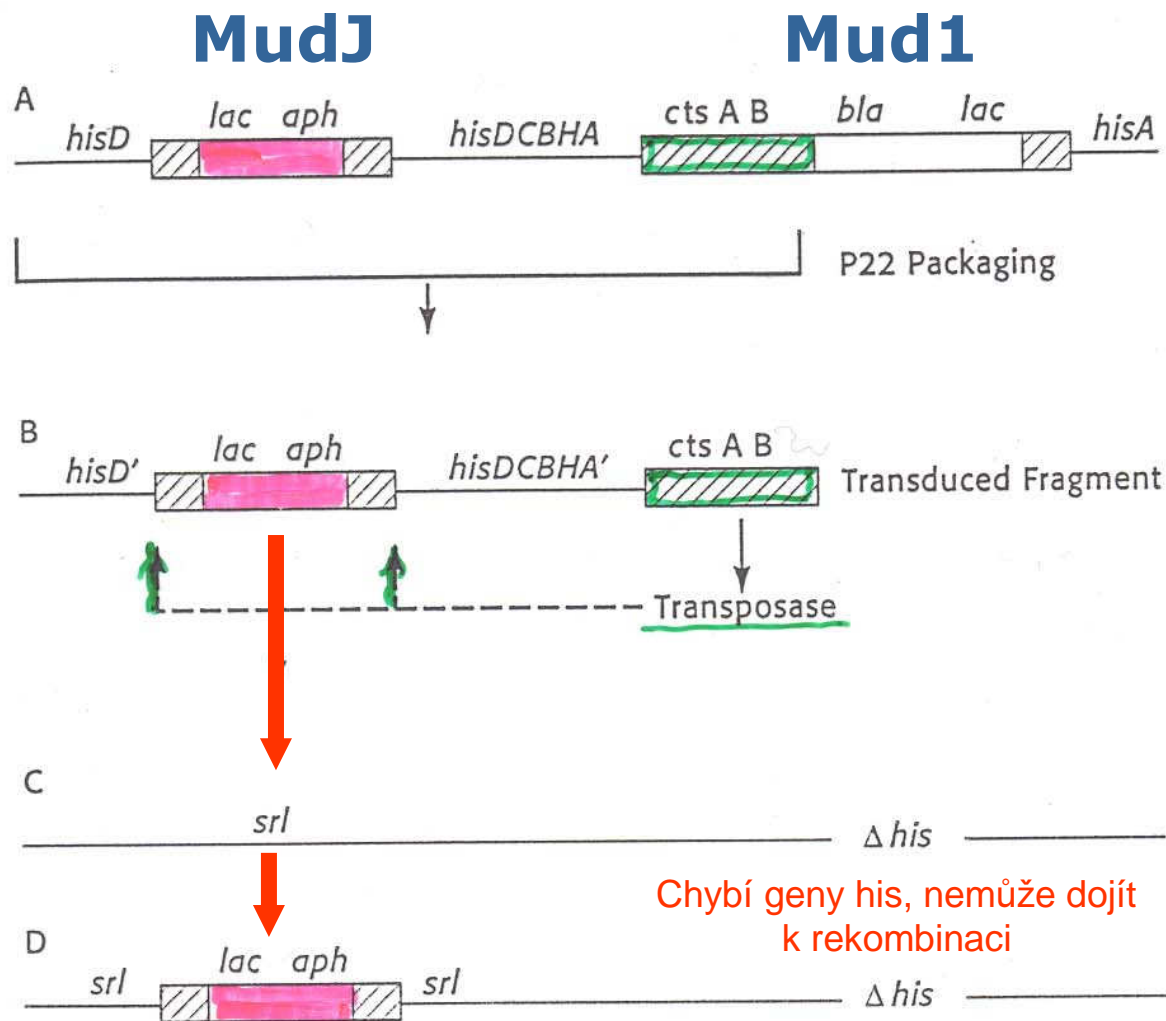 MudJ Mud1
A
hisD lac aph hisDCBHA cts A B bla lac hisA
P22 Packaging
B
hisD' lac aph hisDCBHA' cts A B Transduced Fragment
Transposase
C
srl
Δ his
Chybí geny his, nemůže dojít
k rekombinaci
D
srl lac aph srl Δ his